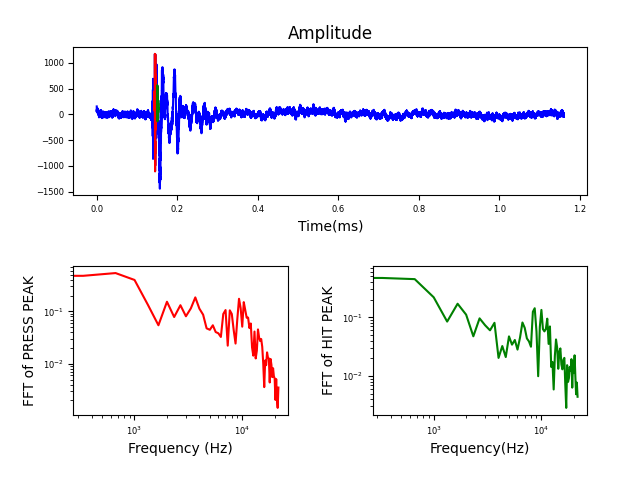 Amplitude
1000
500
0
−500
−1000
−1500
0.0 0.2 0.4 0.6 0.8 1.0 1.2
Time(ms)
FFT of PRESS PEAK
10⁻¹
10⁻²
10³ 10⁴
Frequency (Hz)
FFT of HIT PEAK
10⁻¹
10⁻²
10³ 10⁴
Frequency(Hz)